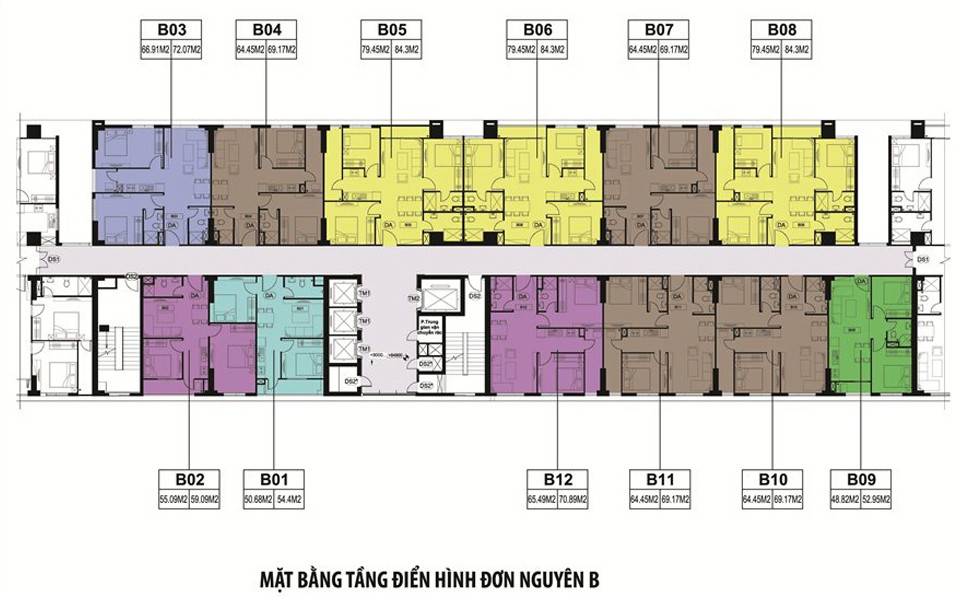 B03 B04 B05 B06 B07 B08
66.91M2 72.07M2 64.45M2 69.17M2 79.45M2 84.3M2 79.45M2 84.3M2 64.45M2 69.17M2 79.45M2 84.3M2
DA DA DA DA DA DA
DS1 DS1
DS2 DS2
DA DA DA DA DA DA
TM1 TM2
TM1
P.Trung
gian vận
chuyển rác
TM1
DS2*
DS2* DS2*
B02 B01 B12 B11 B10 B09
55.09M2 59.09M2 50.68M2 54.4M2 65.49M2 70.89M2 64.45M2 69.17M2 64.45M2 69.17M2 48.82M2 52.95M2
MẶT BẰNG TẦNG ĐIỂN HÌNH ĐƠN NGUYÊN B